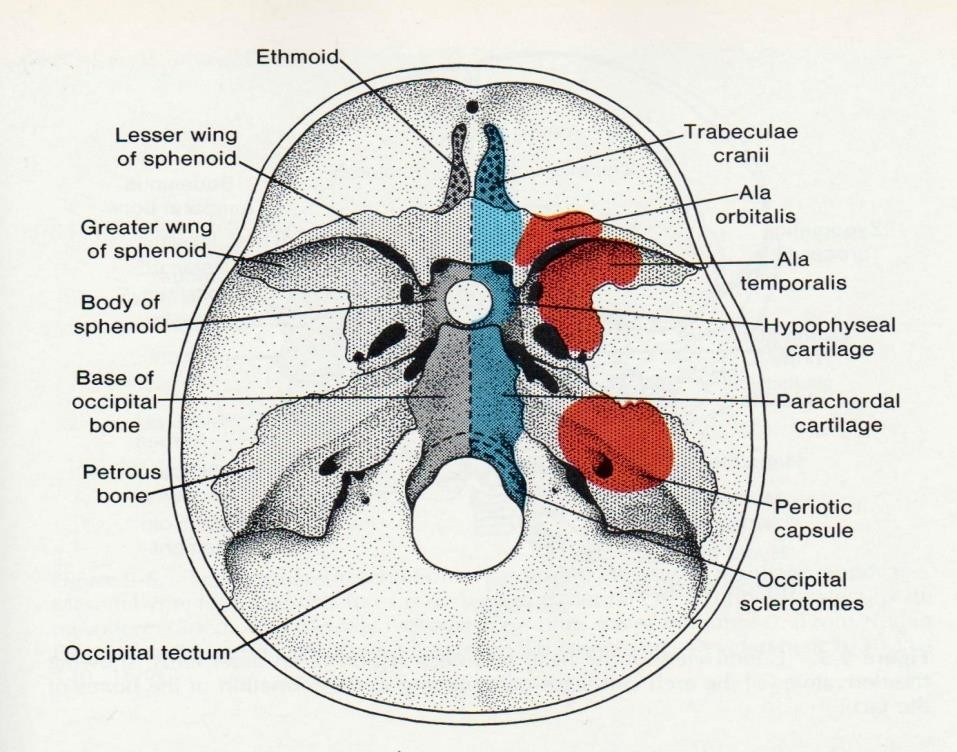 Ethmoid
Lesser wing
of sphenoid
Greater wing
of sphenoid
Body of
sphenoid
Base of
occipital
bone
Petrous
bone
Occipital tectum
Trabeculae
cranii
Ala
orbitalis
Ala
temporalis
Hypophyseal
cartilage
Parachordal
cartilage
Periotic
capsule
Occipital
sclerotomes